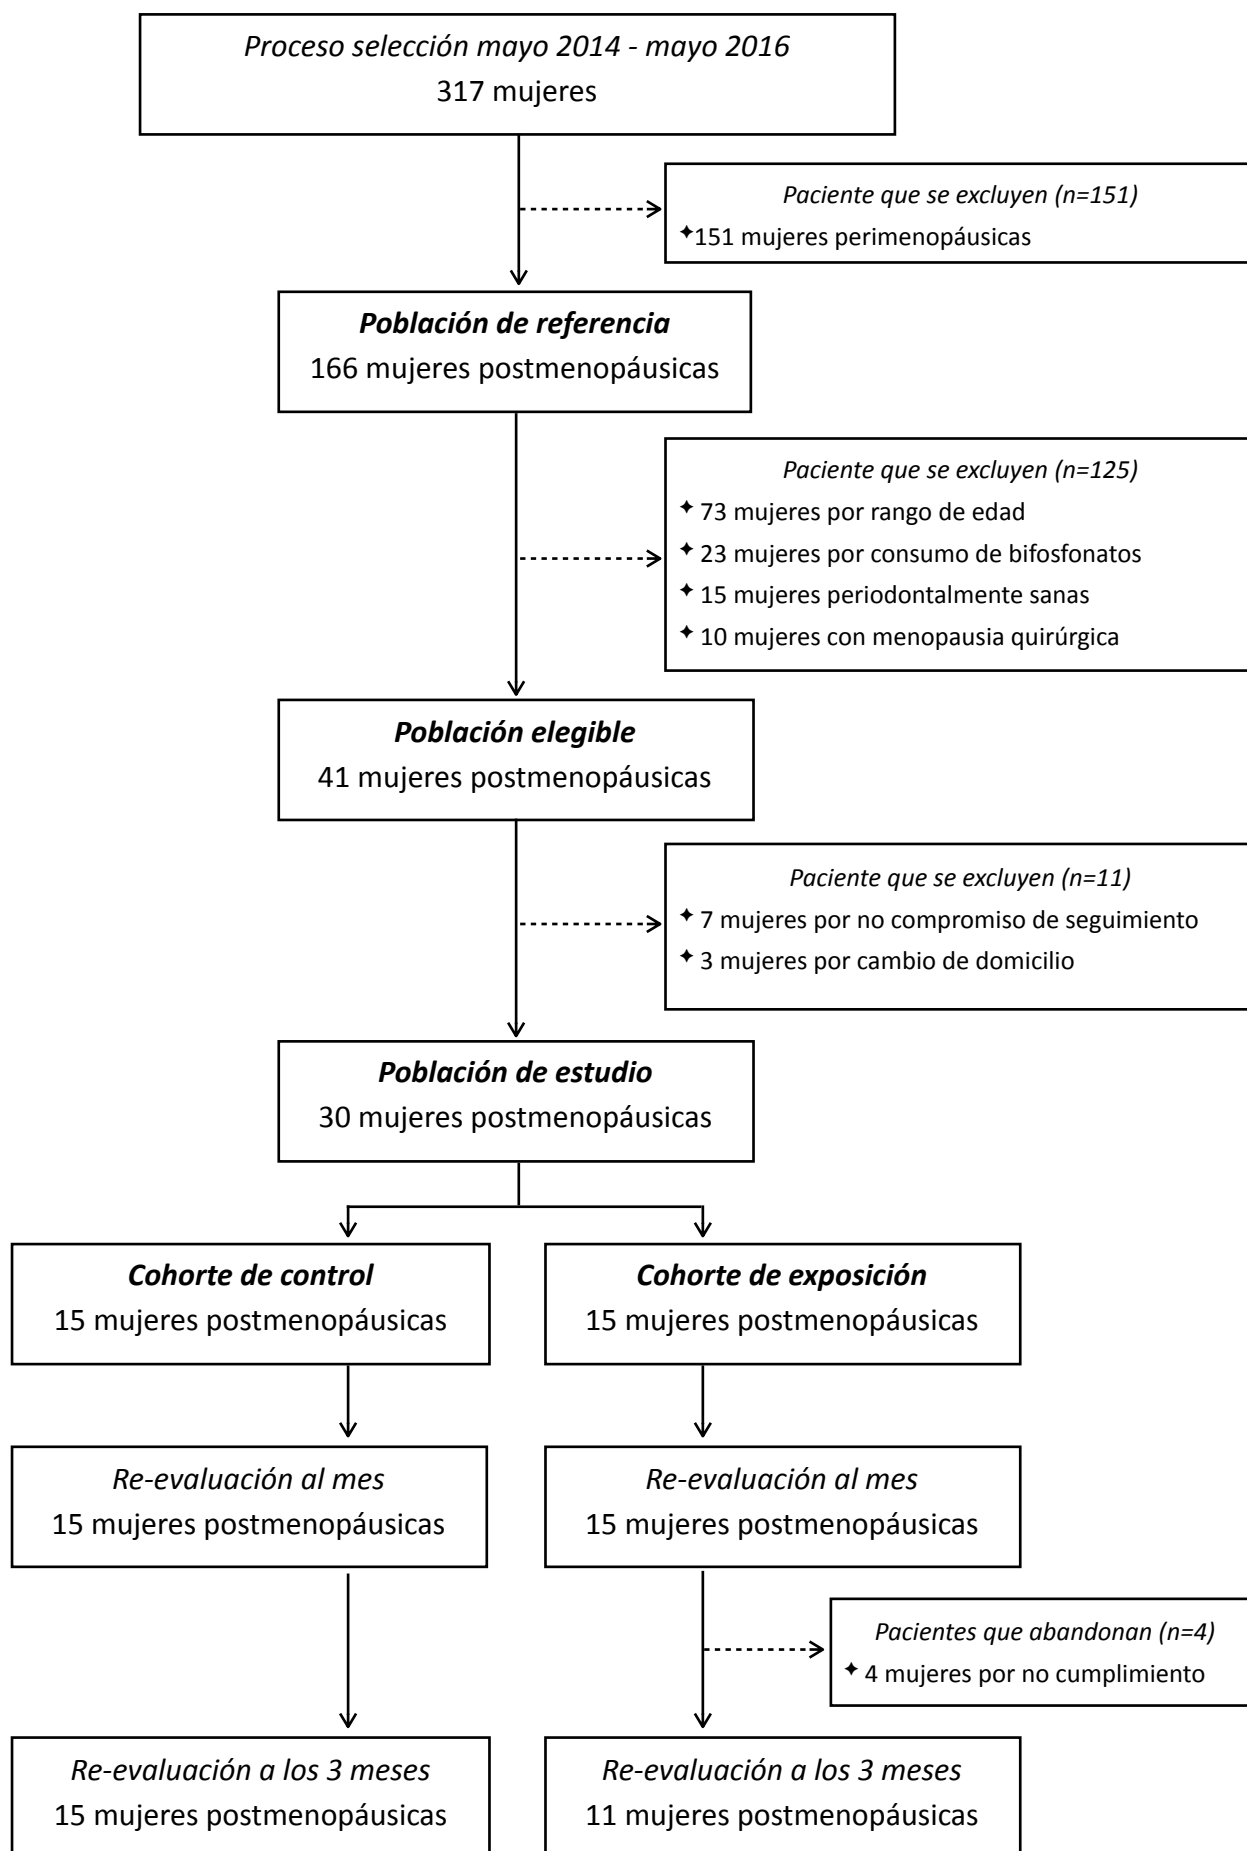 Proceso selección mayo 2014 - mayo 2016
317 mujeres
Paciente que se excluyen (n=151)
✦151 mujeres perimenopáusicas
Población de referencia
166 mujeres postmenopáusicas
Paciente que se excluyen (n=125)
✦ 73 mujeres por rango de edad
✦ 23 mujeres por consumo de bifosfonatos
✦ 15 mujeres periodontalmente sanas
✦ 10 mujeres con menopausia quirúrgica
Población elegible
41 mujeres postmenopáusicas
Paciente que se excluyen (n=11)
✦ 7 mujeres por no compromiso de seguimiento
✦ 3 mujeres por cambio de domicilio
Población de estudio
30 mujeres postmenopáusicas
Cohorte de control
15 mujeres postmenopáusicas
Cohorte de exposición
15 mujeres postmenopáusicas
Re-evaluación al mes
15 mujeres postmenopáusicas
Re-evaluación al mes
15 mujeres postmenopáusicas
Pacientes que abandonan (n=4)
✦ 4 mujeres por no cumplimiento
Re-evaluación a los 3 meses
15 mujeres postmenopáusicas
Re-evaluación a los 3 meses
11 mujeres postmenopáusicas